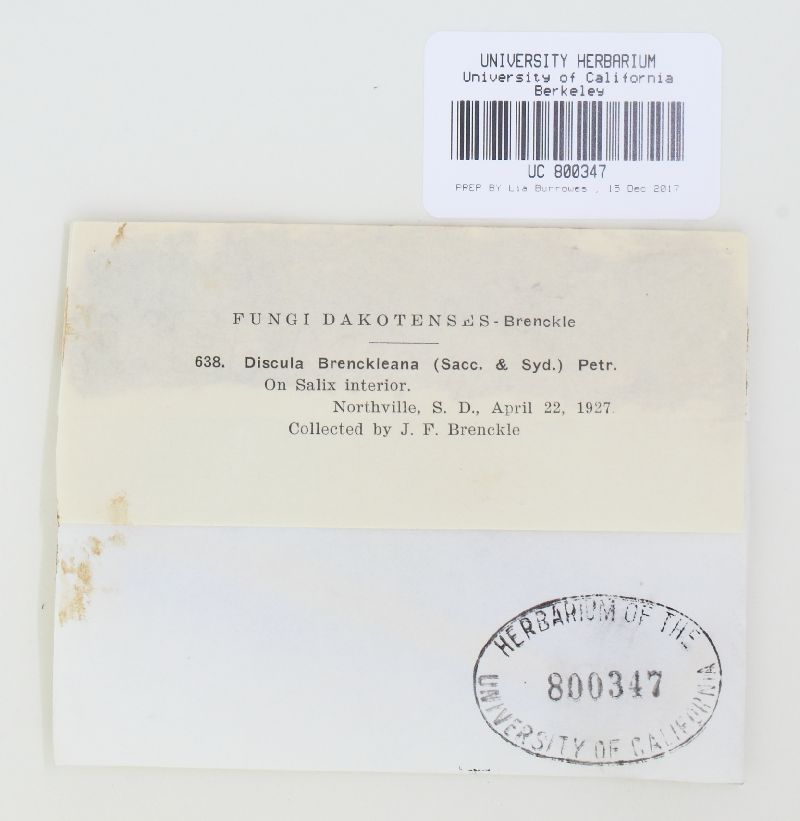 UNIVERSITY HERBARIUM
University of California
Berkeley
UC 800347
PREP BY Lia Burrowes , 15 Dec 2017
FUNGI DAKOTENSES-Brenckle
638. Discula Brenckleana (Sacc. & Syd.) Petr.
On Salix interior.
Northville, S. D., April 22, 1927.
Collected by J. F. Brenckle
HERBARIUM OF THE
800347
UNIVERSITY OF CALIFORNIA